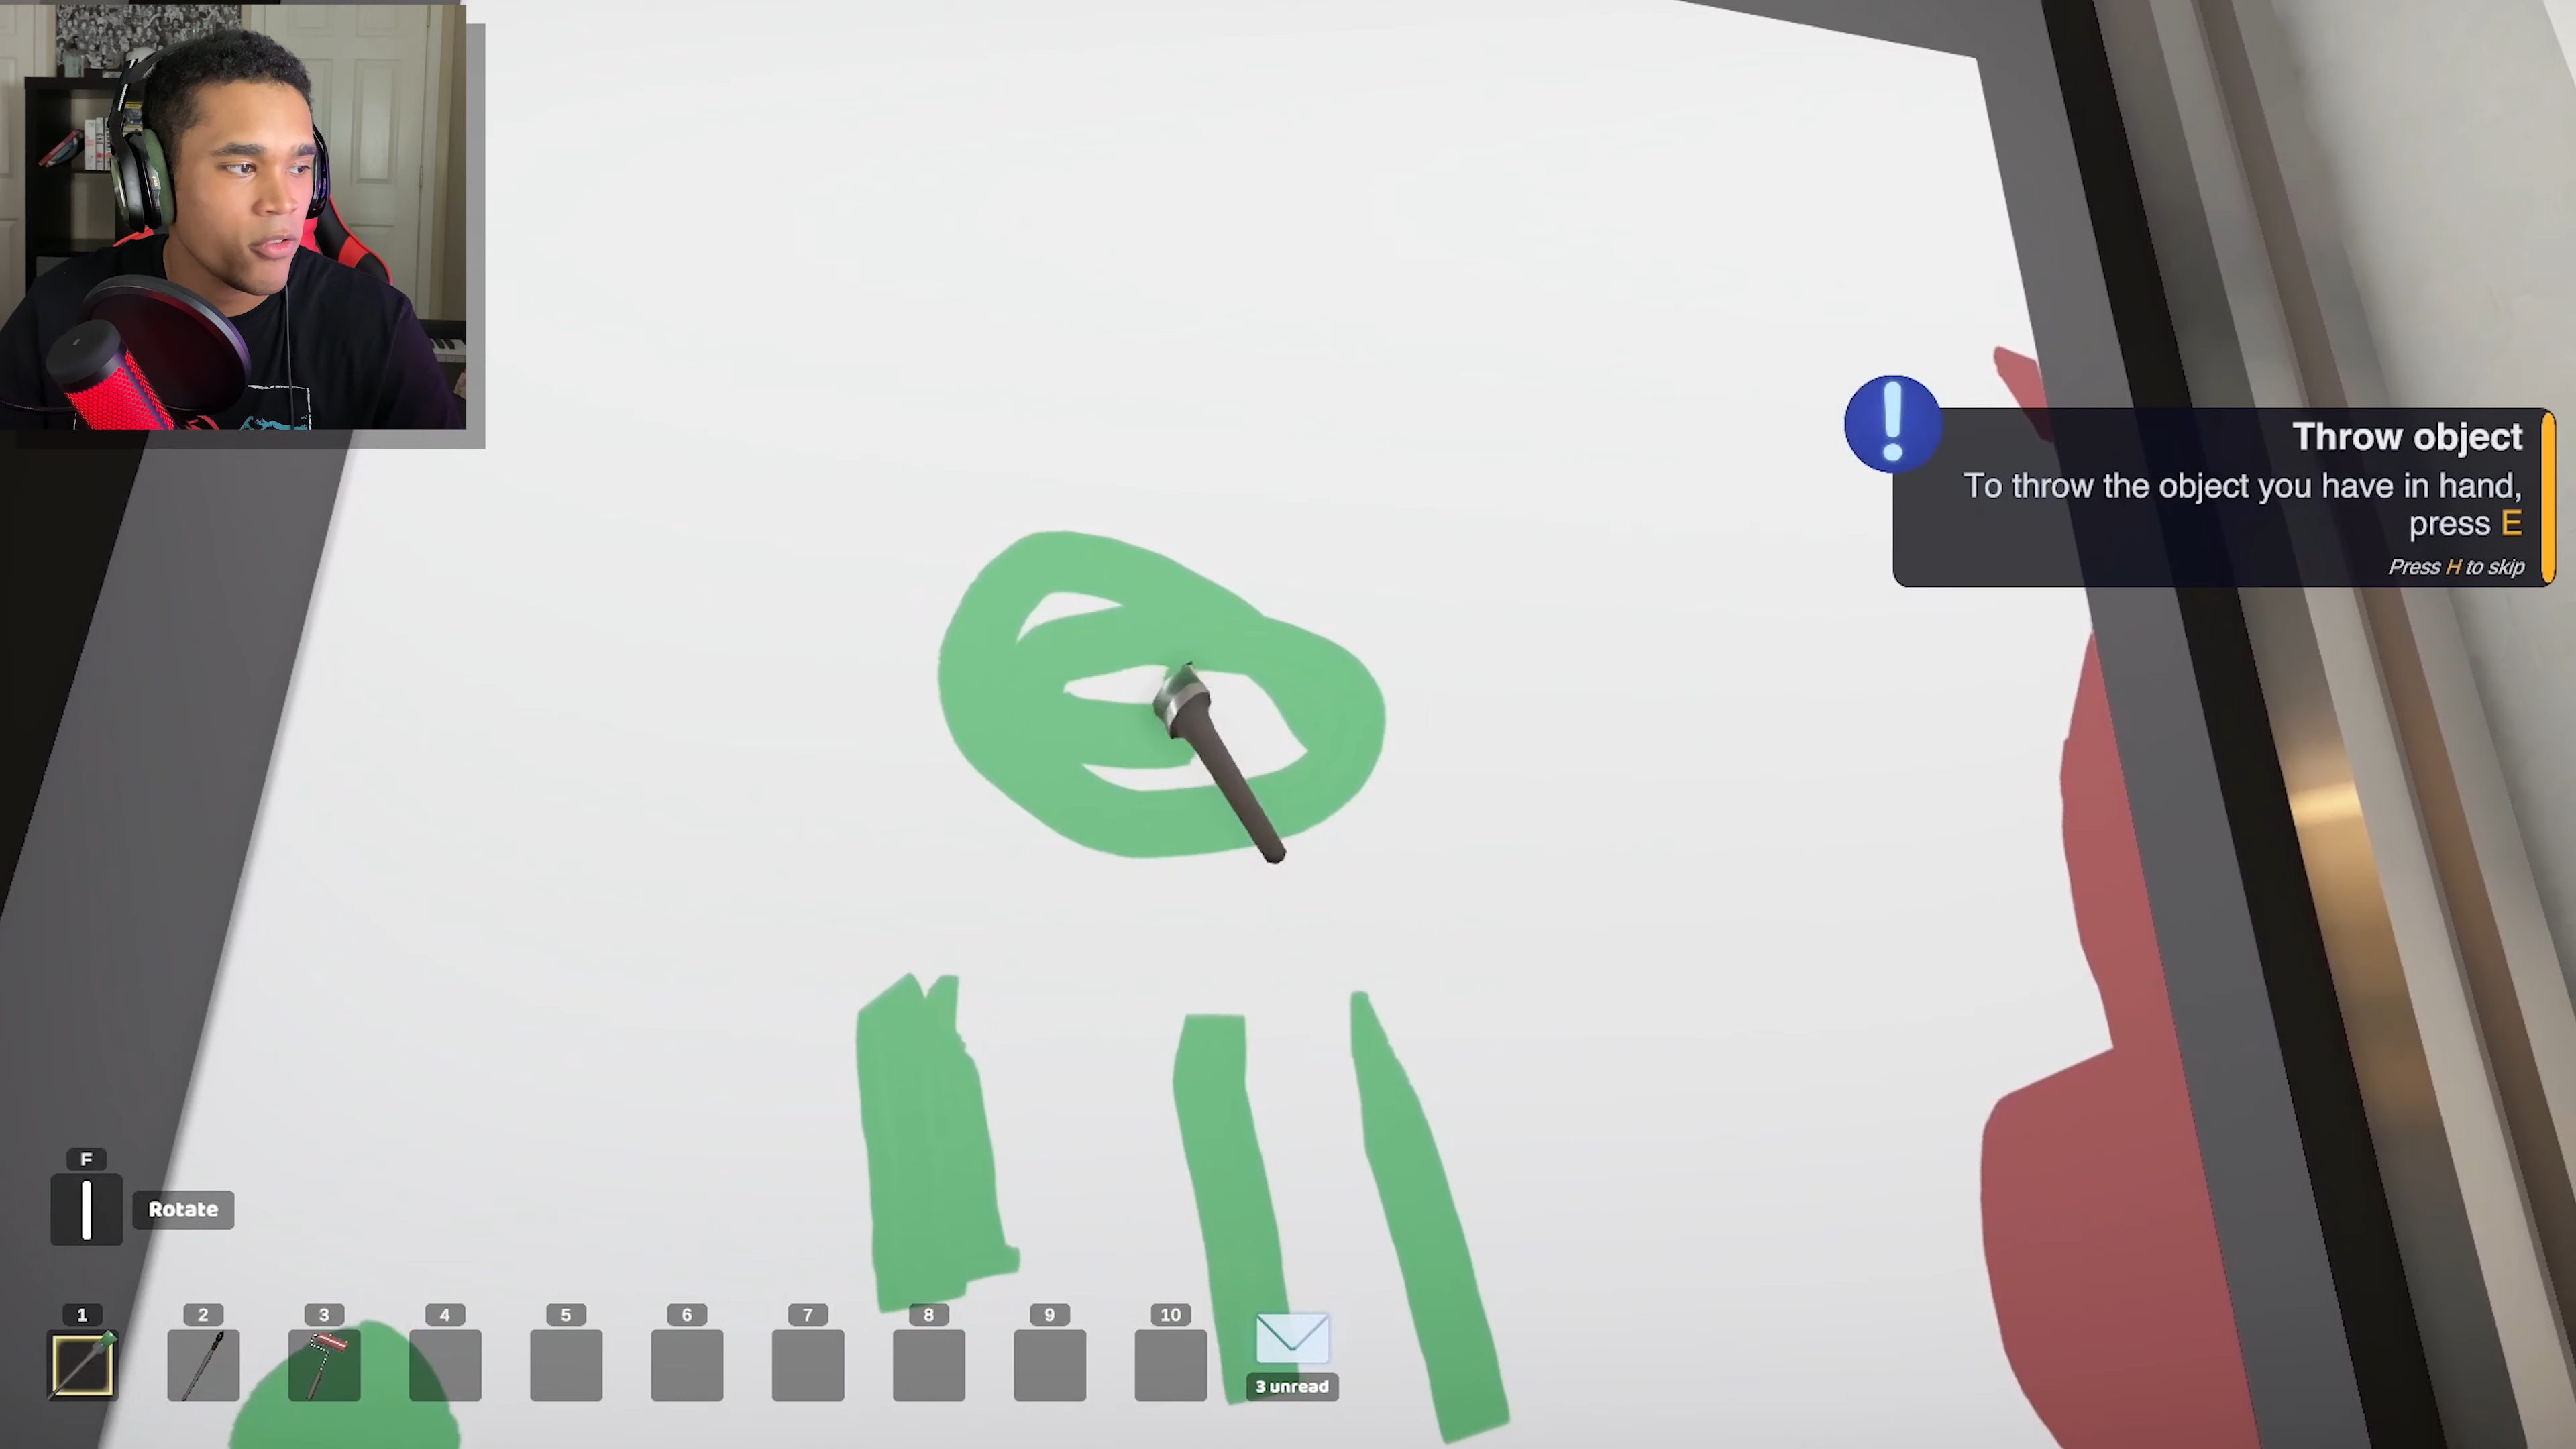 Throw object
To throw the object you have in hand,
press E
Press H to skip
F
Rotate
1 2 3 4 5 6 7 8 9 10
3 unread